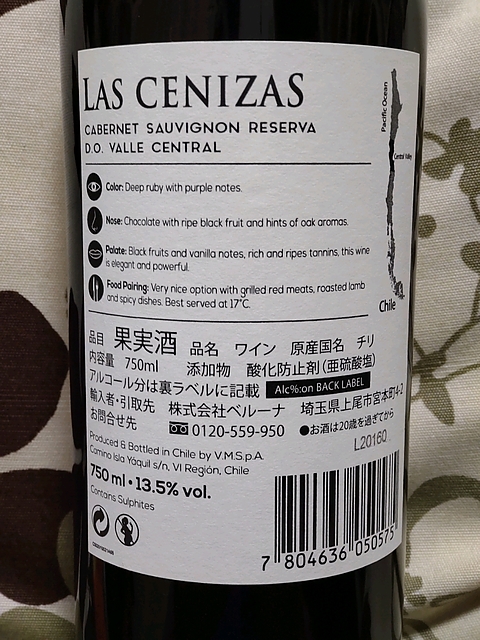 LAS CENIZAS
CABERNET SAUVIGNON RESERVA
D.O. VALLE CENTRAL
Color: Deep ruby with purple notes.
Nose: Chocolate with ripe black fruit and hints of oak aromas.
Palate: Black fruits and vanilla notes, rich and ripes tannins, this wine
is elegant and powerful.
Food Pairing: Very nice option with grilled red meats, roasted lamb
and spicy dishes. Best served at 17°C.
Pacific Ocean
Central Valley
Chile
品目 果実酒 品名 ワイン 原産国名 チリ
内容量 750ml 添加物 酸化防止剤(亜硫酸塩)
アルコール分は裏ラベルに記載 Alc%:on BACK LABEL
輸入者・引取先 株式会社ベルーナ 埼玉県上尾市宮本町4-2
お問合せ先 0120-559-950 ●お酒は20歳を過ぎてから
L2016Q
Produced & Bottled in Chile by V.M.S.p.A.
Camino Isla Yáquil s/n, VI Región, Chile
750 ml • 13.5% vol.
Contains Sulphites
7 804636 050575